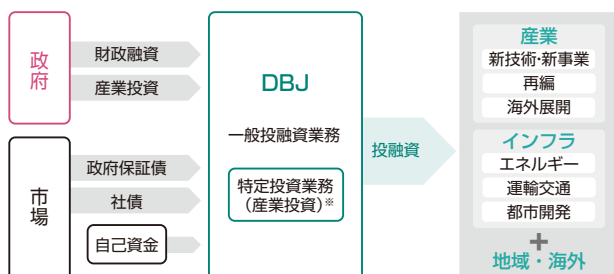 政府
財政融資
産業投資
市場
政府保証債
社債
自己資金
DBJ
一般投融資業務
特定投資業務
（産業投資）※
投融資
産業
新技術・新事業
再編
海外展開
インフラ
エネルギー
運輸交通
都市開発
+
地域・海外